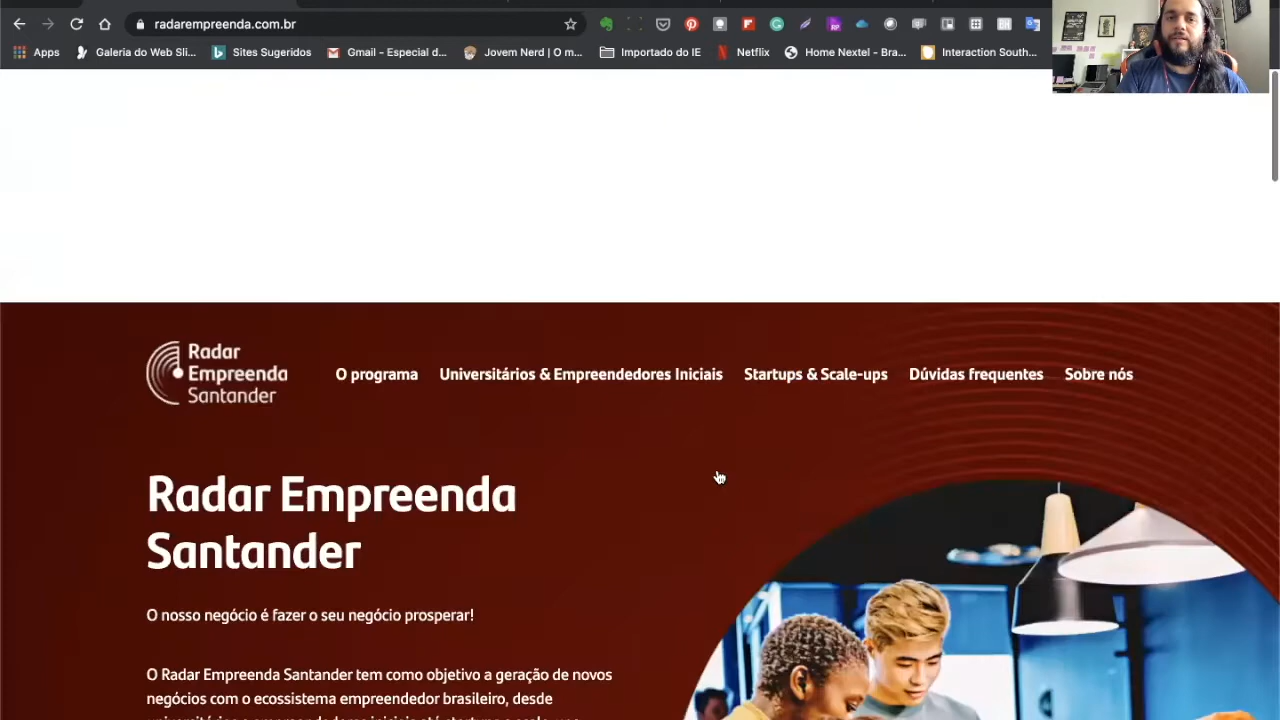 radarempreenda.com.br
Apps
Galeria do Web Sli...
Sites Sugeridos
Gmail - Especial d...
Jovem Nerd | O m...
Importado do IE
Netflix
Home Nextel - Bra...
Interaction South...
Radar
Empreenda
Santander
O programa
Universitários & Empreendedores Iniciais
Startups & Scale-ups
Dúvidas frequentes
Sobre nós
Radar Empreenda
Santander
O nosso negócio é fazer o seu negócio prosperar!
O Radar Empreenda Santander tem como objetivo a geração de novos
negócios com o ecossistema empreendedor brasileiro, desde